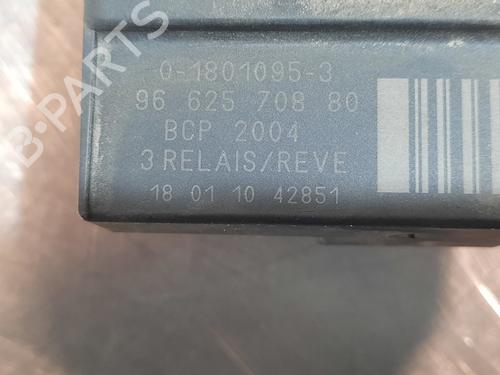 B-PARTS
0-1801095-3
96 625 708 80
BCP 2004
3 RELAIS/REVE
18 01 10 42851